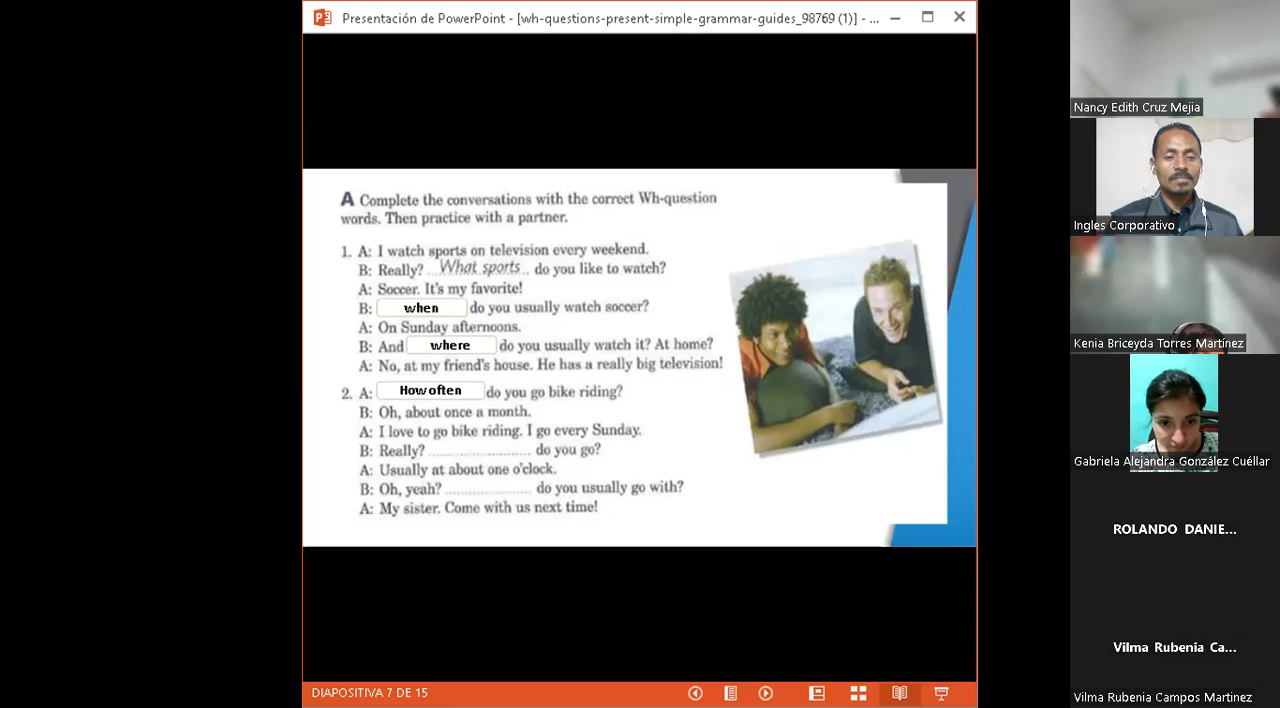 Presentación de PowerPoint - [wh-questions-present-simple-grammar-guides_98769 (1)] - ...
A Complete the conversations with the correct Wh-question
words. Then practice with a partner.
1. A: I watch sports on television every weekend.
B: Really? What sports do you like to watch?
A: Soccer. It's my favorite!
B: when do you usually watch soccer?
A: On Sunday afternoons.
B: And where do you usually watch it? At home?
A: No, at my friend's house. He has a really big television!
2. A: How often do you go bike riding?
B: Oh, about once a month.
A: I love to go bike riding. I go every Sunday.
B: Really? .......................... do you go?
A: Usually at about one o'clock.
B: Oh, yeah? ...................... do you usually go with?
A: My sister. Come with us next time!
DIAPOSITIVA 7 DE 15
Nancy Edith Cruz Mejia
Ingles Corporativo
Kenia Briceyda Torres Martínez
Gabriela Alejandra González Cuéllar
ROLANDO DANIE...
Vilma Rubenia Ca...
Vilma Rubenia Campos Martinez